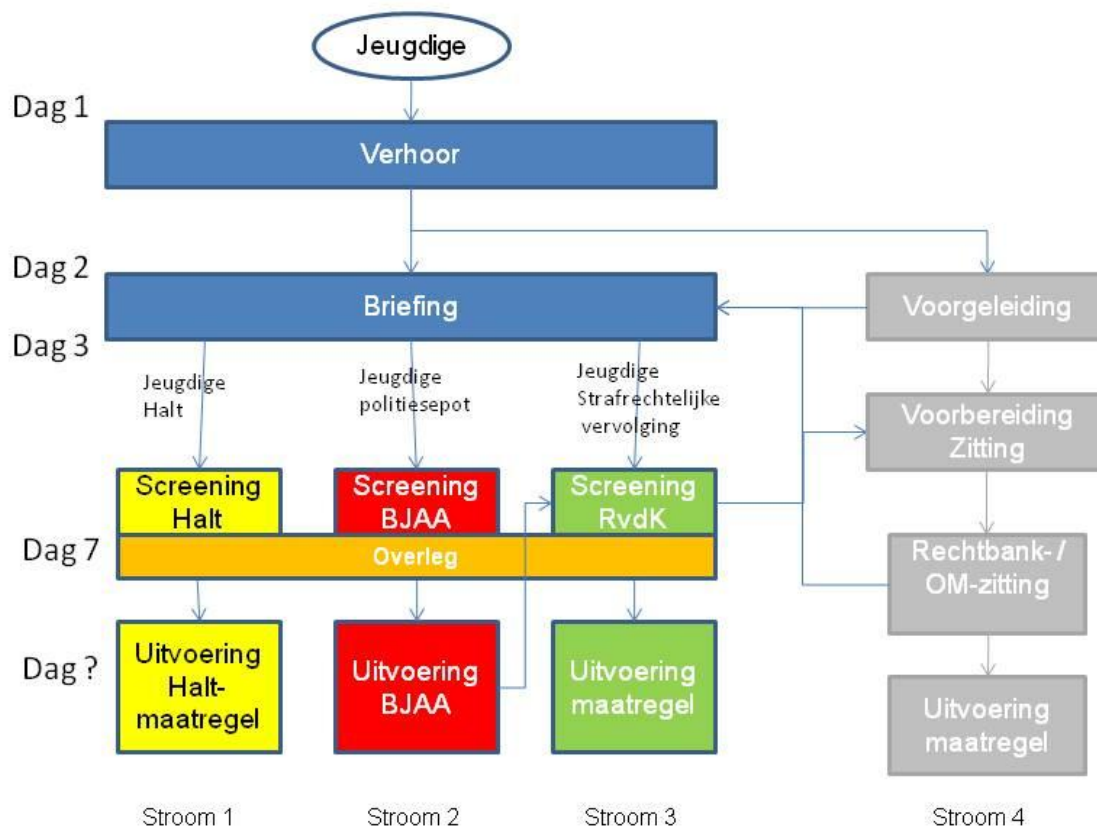 Jeugdige
Dag 1
Verhoor
Dag 2
Briefing
Voorgeleiding
Dag 3
Jeugdige
Halt
Jeugdige
politiesepot
Jeugdige
Strafrechtelijke
vervolging
Voorbereiding
Zitting
Screening
Halt
Screening
BJAA
Screening
RvdK
Dag 7
Overleg
Rechtbank- /
OM-zitting
Dag ?
Uitvoering
Halt-
maatregel
Uitvoering
BJAA
Uitvoering
maatregel
Uitvoering
maatregel
Stroom 1
Stroom 2
Stroom 3
Stroom 4